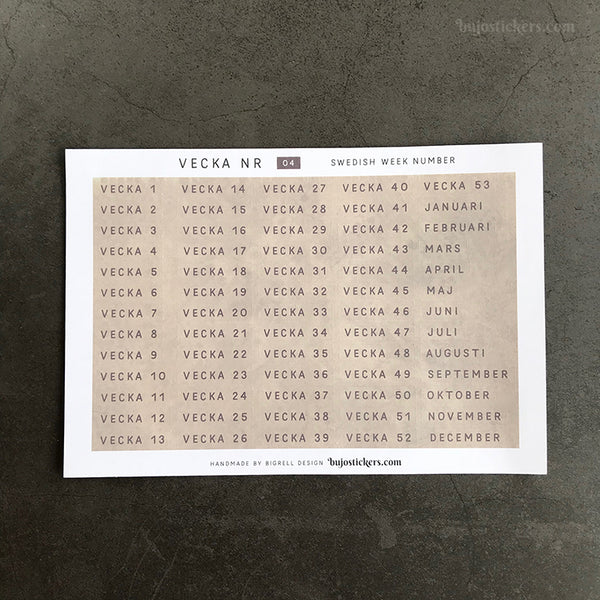 bujostickers.com
VECKA NR 04 SWEDISH WEEK NUMBER
VECKA 1 VECKA 14 VECKA 27 VECKA 40 VECKA 53
VECKA 2 VECKA 15 VECKA 28 VECKA 41 JANUARI
VECKA 3 VECKA 16 VECKA 29 VECKA 42 FEBRUARI
VECKA 4 VECKA 17 VECKA 30 VECKA 43 MARS
VECKA 5 VECKA 18 VECKA 31 VECKA 44 APRIL
VECKA 6 VECKA 19 VECKA 32 VECKA 45 MAJ
VECKA 7 VECKA 20 VECKA 33 VECKA 46 JUNI
VECKA 8 VECKA 21 VECKA 34 VECKA 47 JULI
VECKA 9 VECKA 22 VECKA 35 VECKA 48 AUGUSTI
VECKA 10 VECKA 23 VECKA 36 VECKA 49 SEPTEMBER
VECKA 11 VECKA 24 VECKA 37 VECKA 50 OKTOBER
VECKA 12 VECKA 25 VECKA 38 VECKA 51 NOVEMBER
VECKA 13 VECKA 26 VECKA 39 VECKA 52 DECEMBER
HANDMADE BY BIGRELL DESIGN bujostickers.com